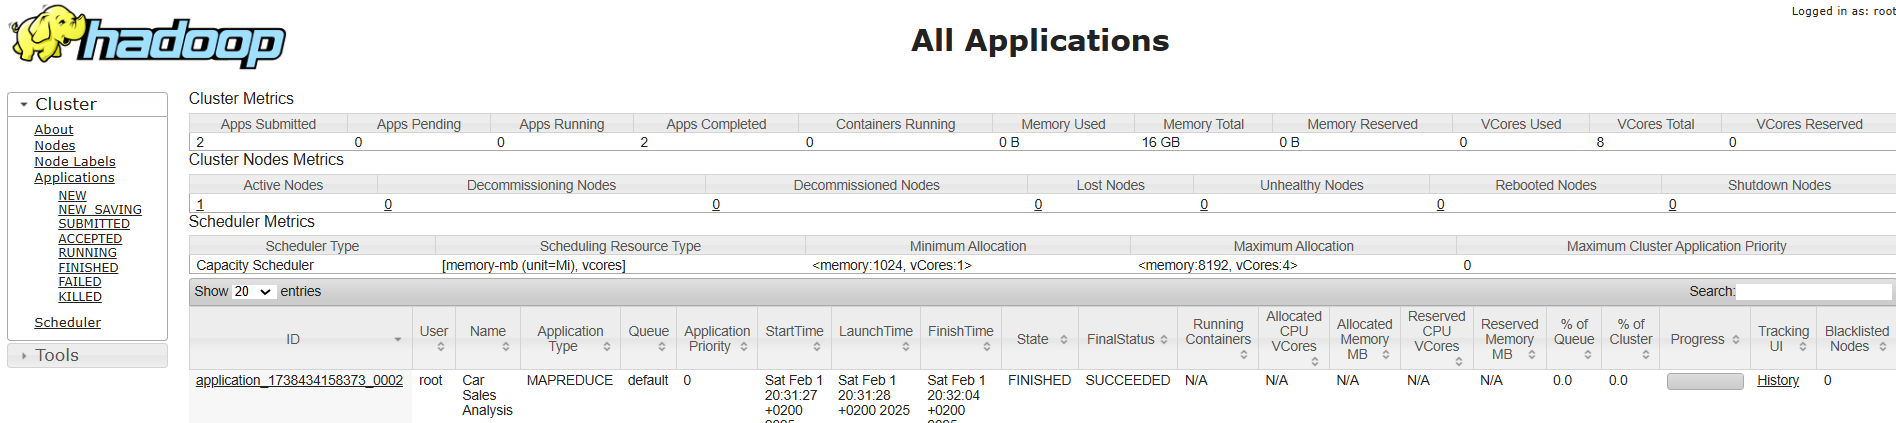 Logged in as: root
hadoop
All Applications
Cluster
About
Nodes
Node Labels
Applications
NEW
NEW_SAVING
SUBMITTED
ACCEPTED
RUNNING
FINISHED
FAILED
KILLED
Scheduler
Tools
Cluster Metrics
Apps Submitted Apps Pending Apps Running Apps Completed Containers Running Memory Used Memory Total Memory Reserved VCores Used VCores Total VCores Reserved
2 0 0 2 0 0 B 16 GB 0 B 0 8 0
Cluster Nodes Metrics
Active Nodes Decommissioning Nodes Decommissioned Nodes Lost Nodes Unhealthy Nodes Rebooted Nodes Shutdown Nodes
1 0 0 0 0 0 0
Scheduler Metrics
Scheduler Type Scheduling Resource Type Minimum Allocation Maximum Allocation Maximum Cluster Application Priority
Capacity Scheduler [memory-mb (unit=Mi), vcores] <memory:1024, vCores:1> <memory:8192, vCores:4> 0
Show 20 entries Search:
ID User Name Application Type Queue Application Priority StartTime LaunchTime FinishTime State FinalStatus Running Containers Allocated CPU VCores Allocated Memory MB Reserved CPU VCores Reserved Memory MB % of Queue % of Cluster Progress Tracking UI Blacklisted Nodes
application_1738434158373_0002 root Car Sales Analysis MAPREDUCE default 0 Sat Feb 1 20:31:27 +0200 2025 Sat Feb 1 20:31:28 +0200 2025 Sat Feb 1 20:32:04 +0200 2025 FINISHED SUCCEEDED N/A N/A N/A N/A N/A 0.0 0.0 History 0